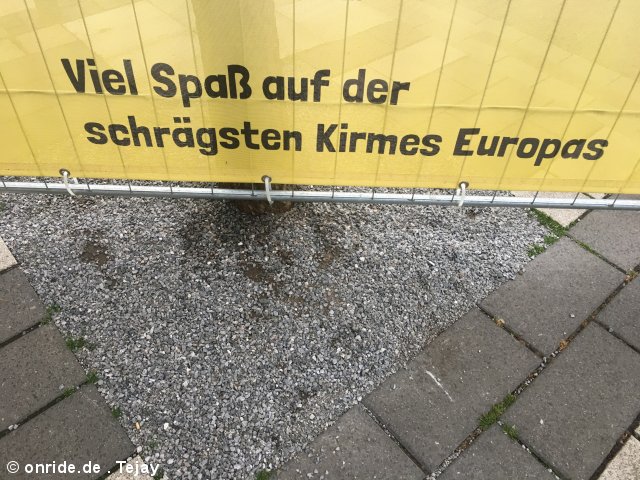 Viel Spaß auf der
schrägsten Kirmes Europas
© onride.de . Tejay